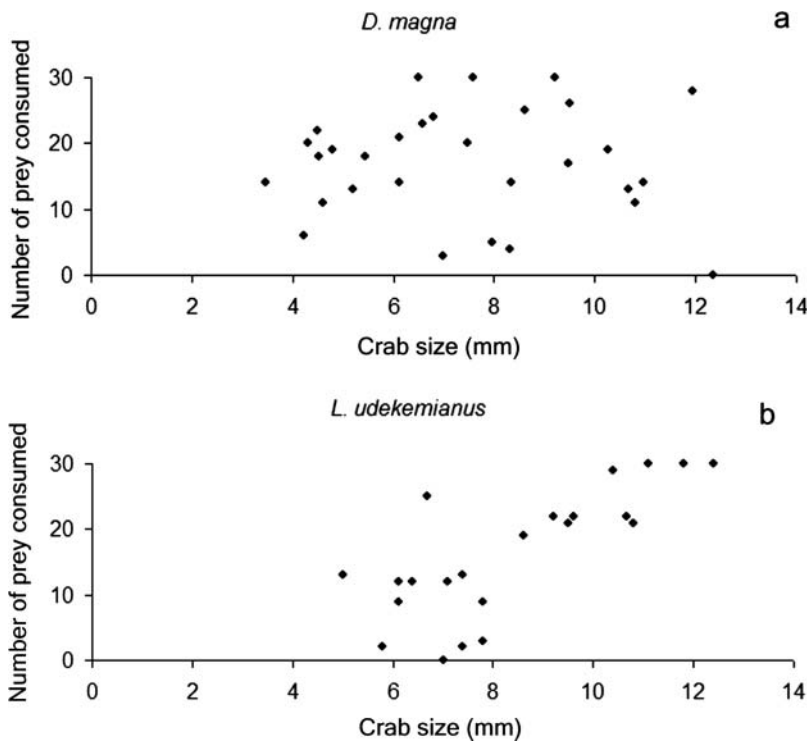 a
D. magna
Number of prey consumed
30
20
10
0
0 2 4 6 8 10 12 14
Crab size (mm)
b
L. udekemianus
Number of prey consumed
30
20
10
0
0 2 4 6 8 10 12 14
Crab size (mm)